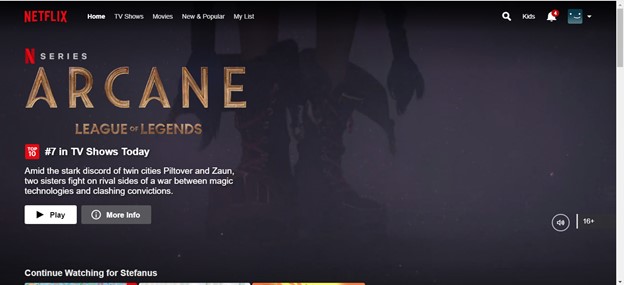 NETFLIX Home TV Shows Movies New & Popular My List Kids 4
N SERIES
ARCANE
LEAGUE OF LEGENDS
TOP 10 #7 in TV Shows Today
Amid the stark discord of twin cities Piltover and Zaun,
two sisters fight on rival sides of a war between magic
technologies and clashing convictions.
Play More Info
16+
Continue Watching for Stefanus